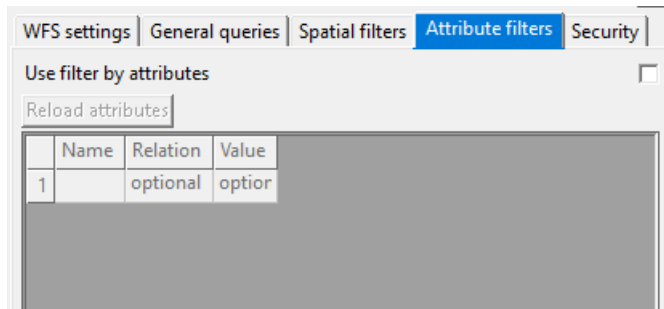 WFS settings General queries Spatial filters Attribute filters Security
Use filter by attributes
Reload attributes
Name Relation Value
1 optional option